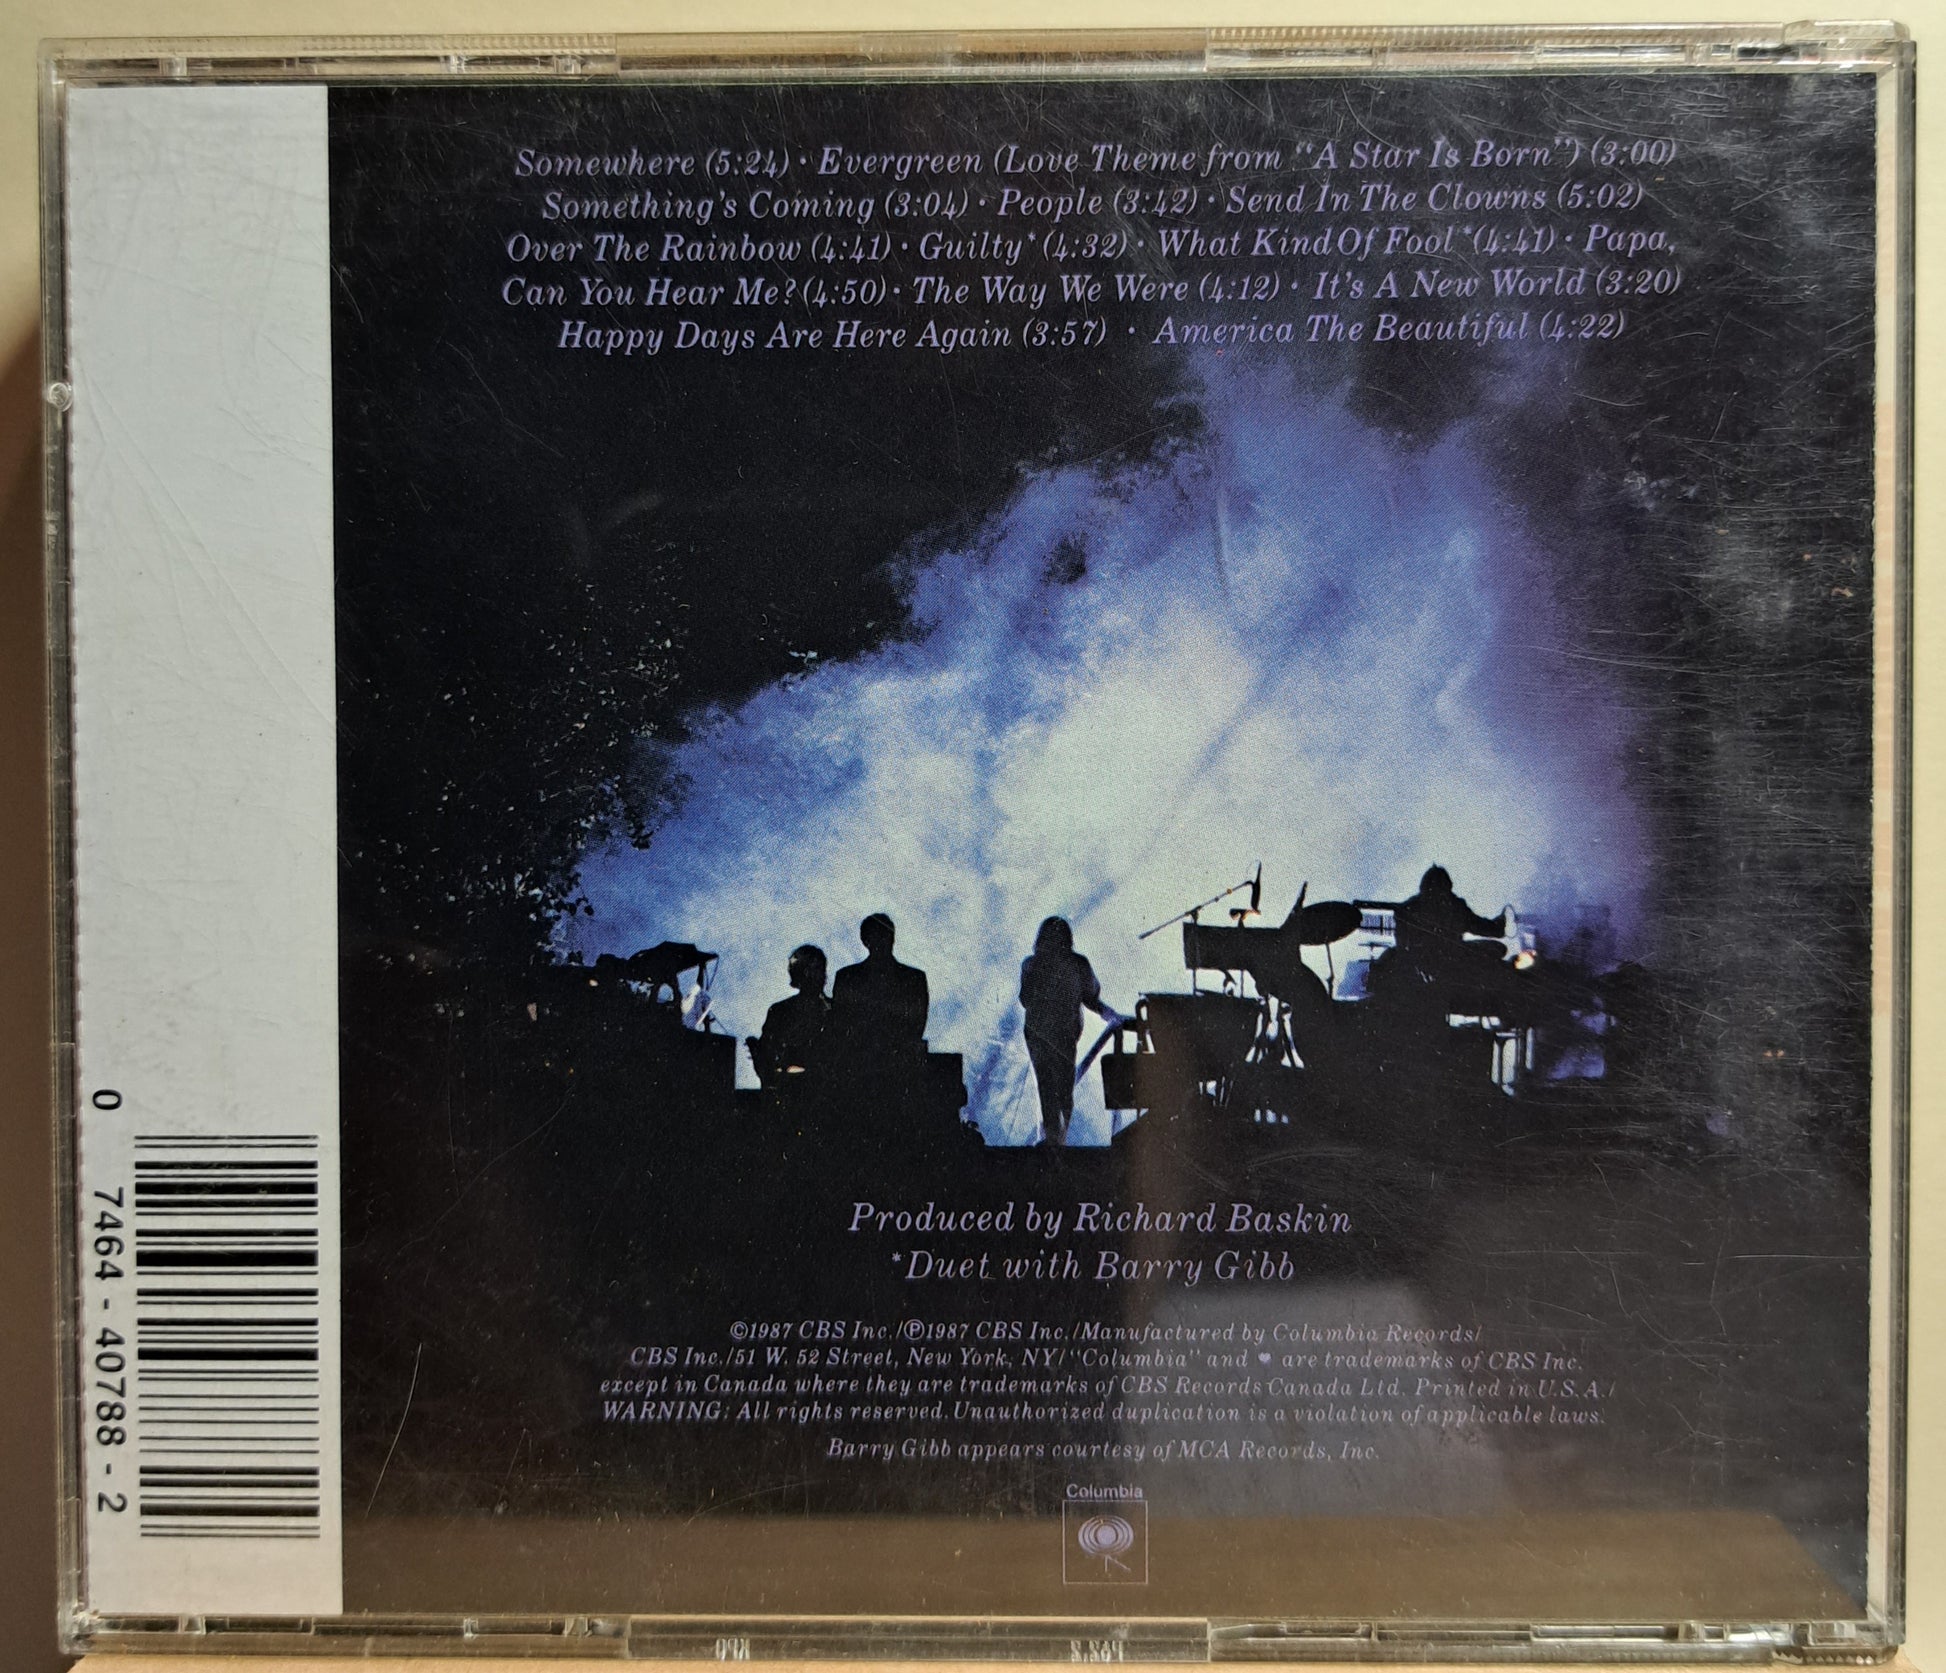 Somewhere (5:24) • Evergreen (Love Theme from "A Star Is Born") (3:00)
Something's Coming (3:04) • People (3:42) • Send In The Clowns (5:02)
Over The Rainbow (4:41) • Guilty* (4:32) • What Kind Of Fool* (4:41) • Papa,
Can You Hear Me? (4:50) • The Way We Were (4:12) • It's A New World (3:20)
Happy Days Are Here Again (3:57) • America The Beautiful (4:22)
0 7464-40788-2
Produced by Richard Baskin
*Duet with Barry Gibb
©1987 CBS Inc./℗1987 CBS Inc./Manufactured by Columbia Records/
CBS Inc./51 W. 52 Street, New York, NY/"Columbia" and ♥ are trademarks of CBS Inc.
except in Canada where they are trademarks of CBS Records Canada Ltd. Printed in U.S.A./
WARNING: All rights reserved. Unauthorized duplication is a violation of applicable laws.
Barry Gibb appears courtesy of MCA Records, Inc.
Columbia